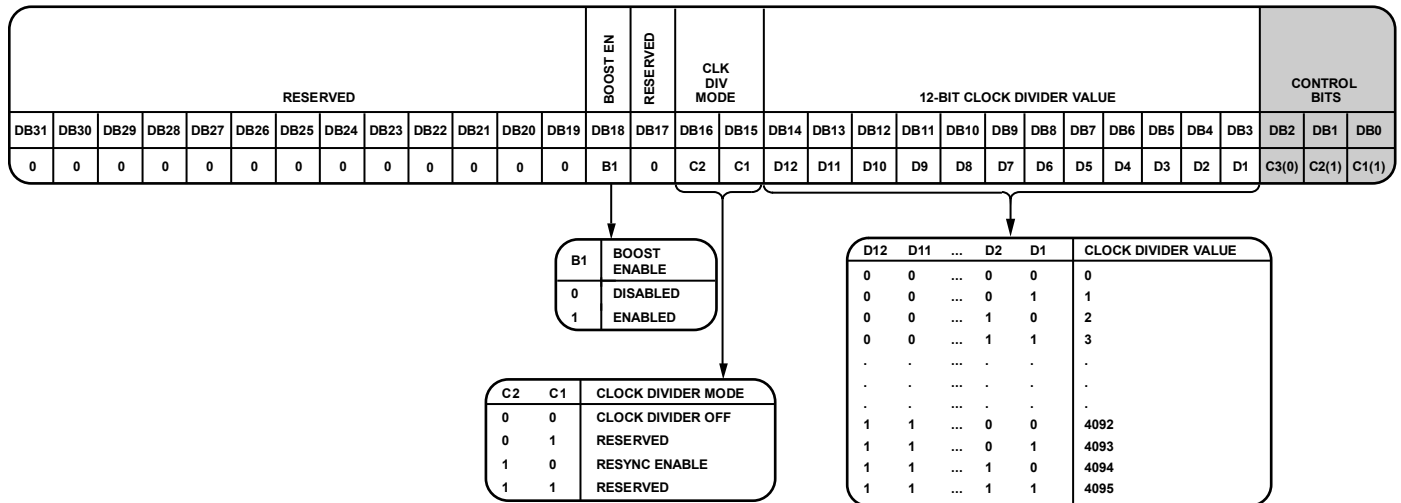 RESERVED BOOST EN RESERVED CLK DIV MODE 12-BIT CLOCK DIVIDER VALUE CONTROL BITS
DB31 DB30 DB29 DB28 DB27 DB26 DB25 DB24 DB23 DB22 DB21 DB20 DB19 DB18 DB17 DB16 DB15 DB14 DB13 DB12 DB11 DB10 DB9 DB8 DB7 DB6 DB5 DB4 DB3 DB2 DB1 DB0
0 0 0 0 0 0 0 0 0 0 0 0 0 B1 0 C2 C1 D12 D11 D10 D9 D8 D7 D6 D5 D4 D3 D2 D1 C3(0) C2(1) C1(1)
B1 BOOST ENABLE
0 DISABLED
1 ENABLED
C2 C1 CLOCK DIVIDER MODE
0 0 CLOCK DIVIDER OFF
0 1 RESERVED
1 0 RESYNC ENABLE
1 1 RESERVED
D12 D11 ... D2 D1 CLOCK DIVIDER VALUE
0 0 ... 0 0 0
0 0 ... 0 1 1
0 0 ... 1 0 2
0 0 ... 1 1 3
. . ... . . .
. . ... . . .
. . ... . . .
1 1 ... 0 0 4092
1 1 ... 0 1 4093
1 1 ... 1 0 4094
1 1 ... 1 1 4095